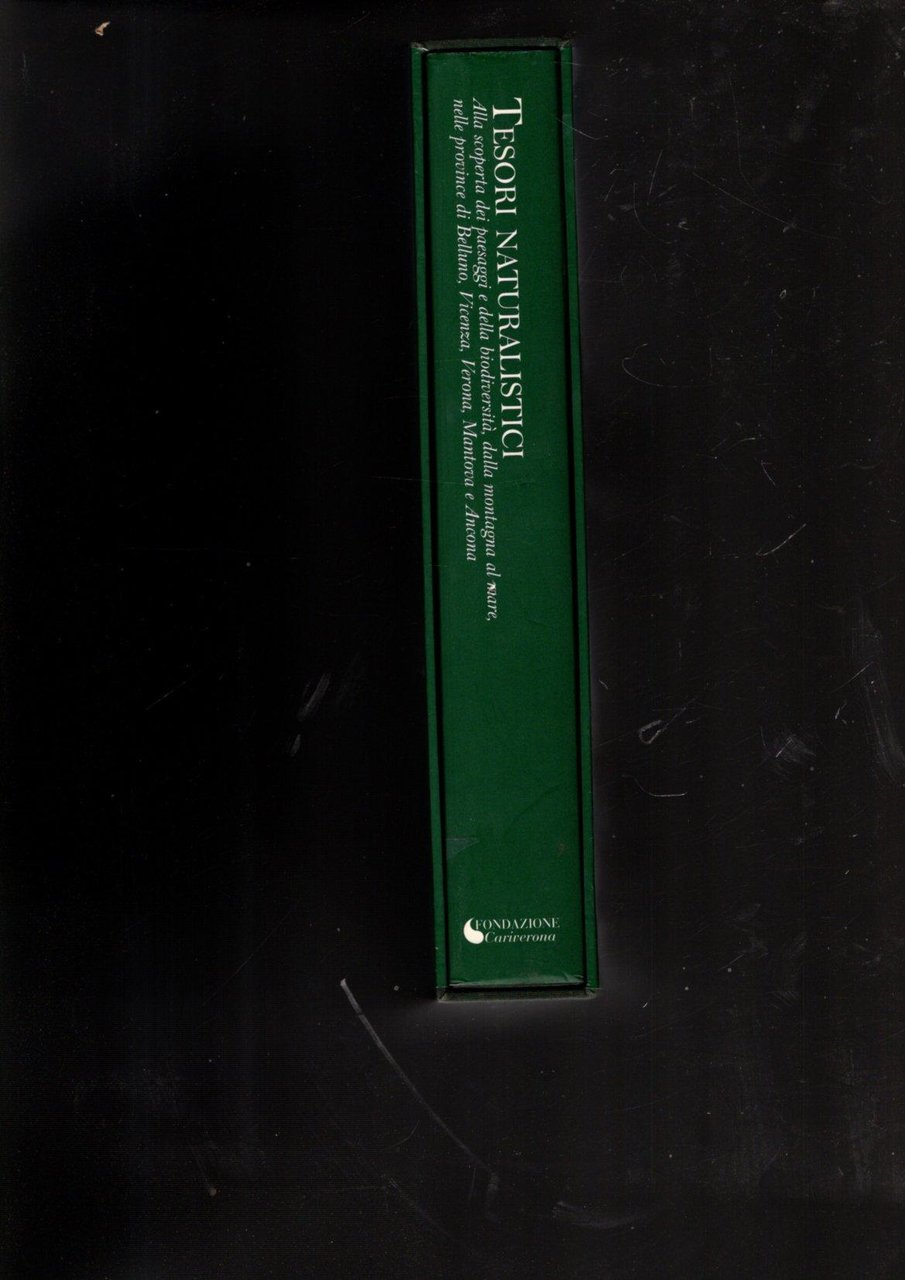 TESORI NATURALISTICI
Alla scoperta dei paesaggi e della biodiversità, dalla montagna al mare,
nelle province di Belluno, Vicenza, Verona, Mantova e Ancona
FONDAZIONE
Cariverona